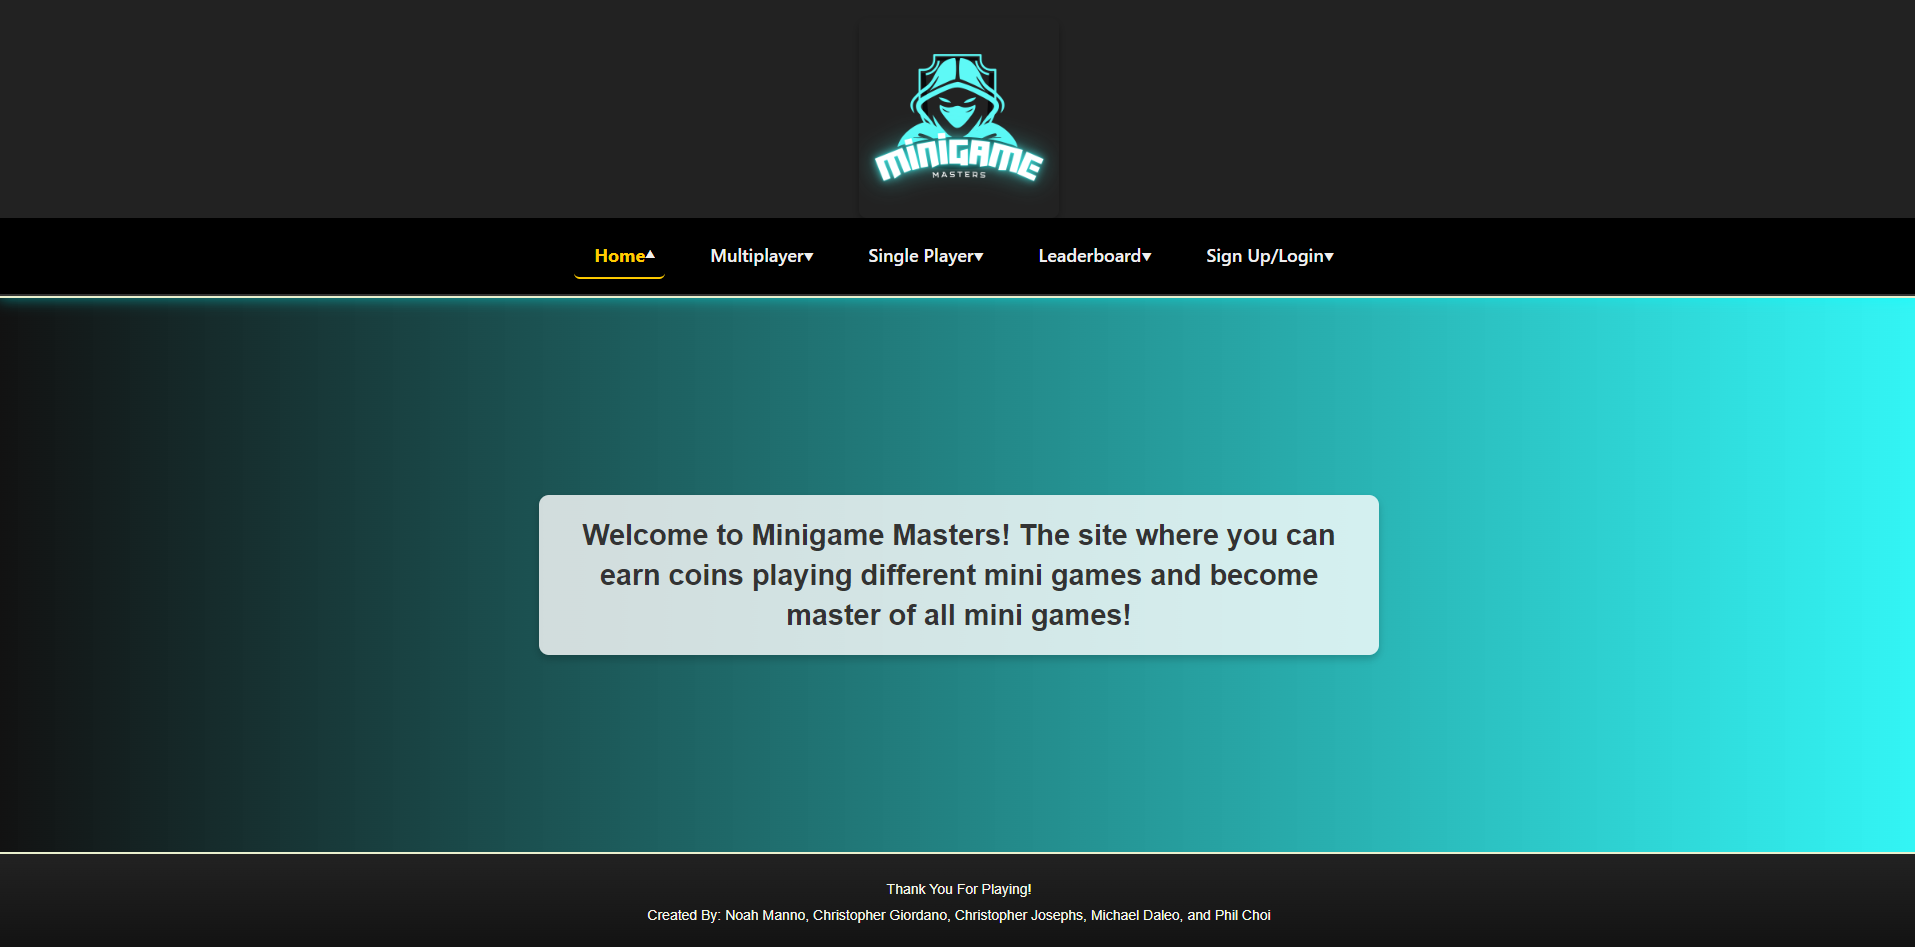 MINIGAME
MASTERS
Home▲ Multiplayer▼ Single Player▼ Leaderboard▼ Sign Up/Login▼
Welcome to Minigame Masters! The site where you can
earn coins playing different mini games and become
master of all mini games!
Thank You For Playing!
Created By: Noah Manno, Christopher Giordano, Christopher Josephs, Michael Daleo, and Phil Choi